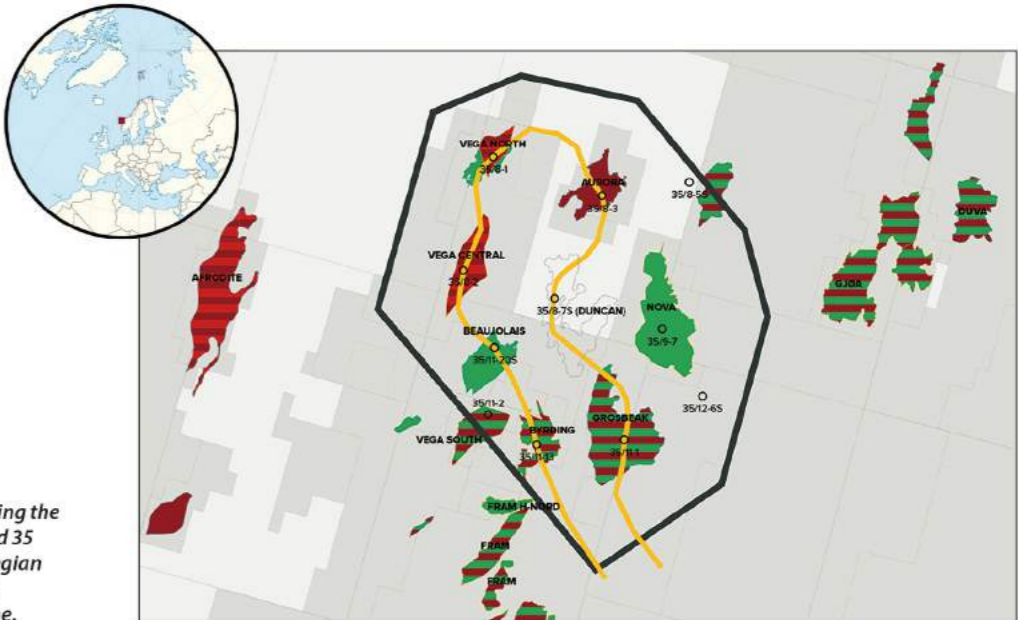 VEGA NORTH
35/8-1
AURORA
35/8-3
35/8-5S
DUVA
VEGA CENTRAL
35/8-2
AFRODITE
GJØA
35/8-7S (DUNCAN)
NOVA
35/9-7
BEAUJOLAIS
35/11-23S
35/11-2
35/12-6S
GROSBEAK
VEGA SOUTH
BYRDING
35/11-1
FRAM H-NORD
ing the
d 35
gian
FRAM
FRAM
e.